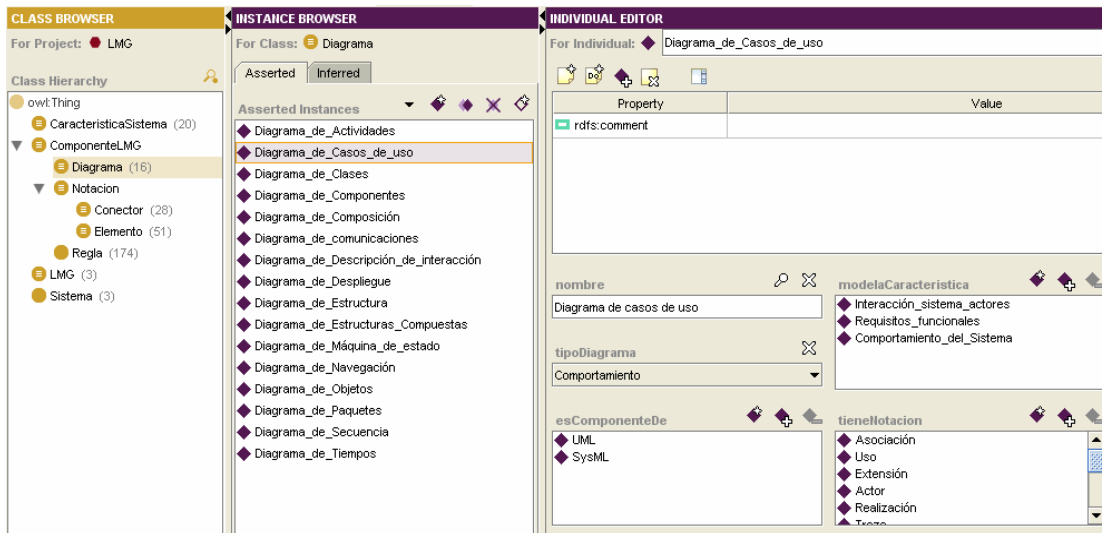 CLASS BROWSER
For Project: LMG
Class Hierarchy
owl:Thing
CaracteristicaSistema (20)
ComponenteLMG
Diagrama (16)
Notacion
Conector (28)
Elemento (51)
Regla (174)
LMG (3)
Sistema (3)
INSTANCE BROWSER
For Class: Diagrama
Asserted Inferred
Asserted Instances
Diagrama_de_Actividades
Diagrama_de_Casos_de_uso
Diagrama_de_Clases
Diagrama_de_Componentes
Diagrama_de_Composición
Diagrama_de_comunicaciones
Diagrama_de_Descripción_de_interacción
Diagrama_de_Despliegue
Diagrama_de_Estructura
Diagrama_de_Estructuras_Compuestas
Diagrama_de_Máquina_de_estado
Diagrama_de_Navegación
Diagrama_de_Objetos
Diagrama_de_Paquetes
Diagrama_de_Secuencia
Diagrama_de_Tiempos
INDIVIDUAL EDITOR
For Individual: Diagrama_de_Casos_de_uso
Property Value
rdfs:comment
nombre
Diagrama de casos de uso
tipoDiagrama
Comportamiento
modelaCaracteristica
Interacción_sistema_actores
Requisitos_funcionales
Comportamiento_del_Sistema
esComponenteDe
UML
SysML
tieneNotacion
Asociación
Uso
Extensión
Actor
Realización